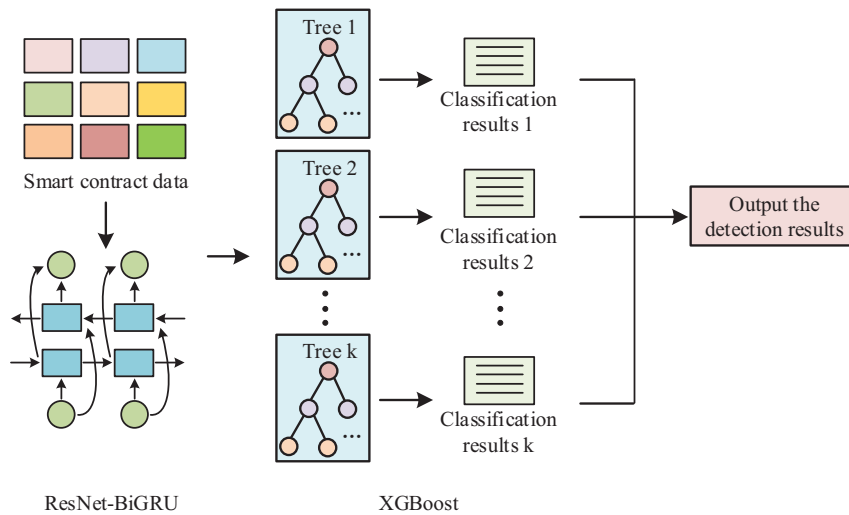 Smart contract data
ResNet-BiGRU
Tree 1
...
Tree 2
...
Tree k
...
XGBoost
Classification
results 1
Classification
results 2
Classification
results k
Output the
detection results